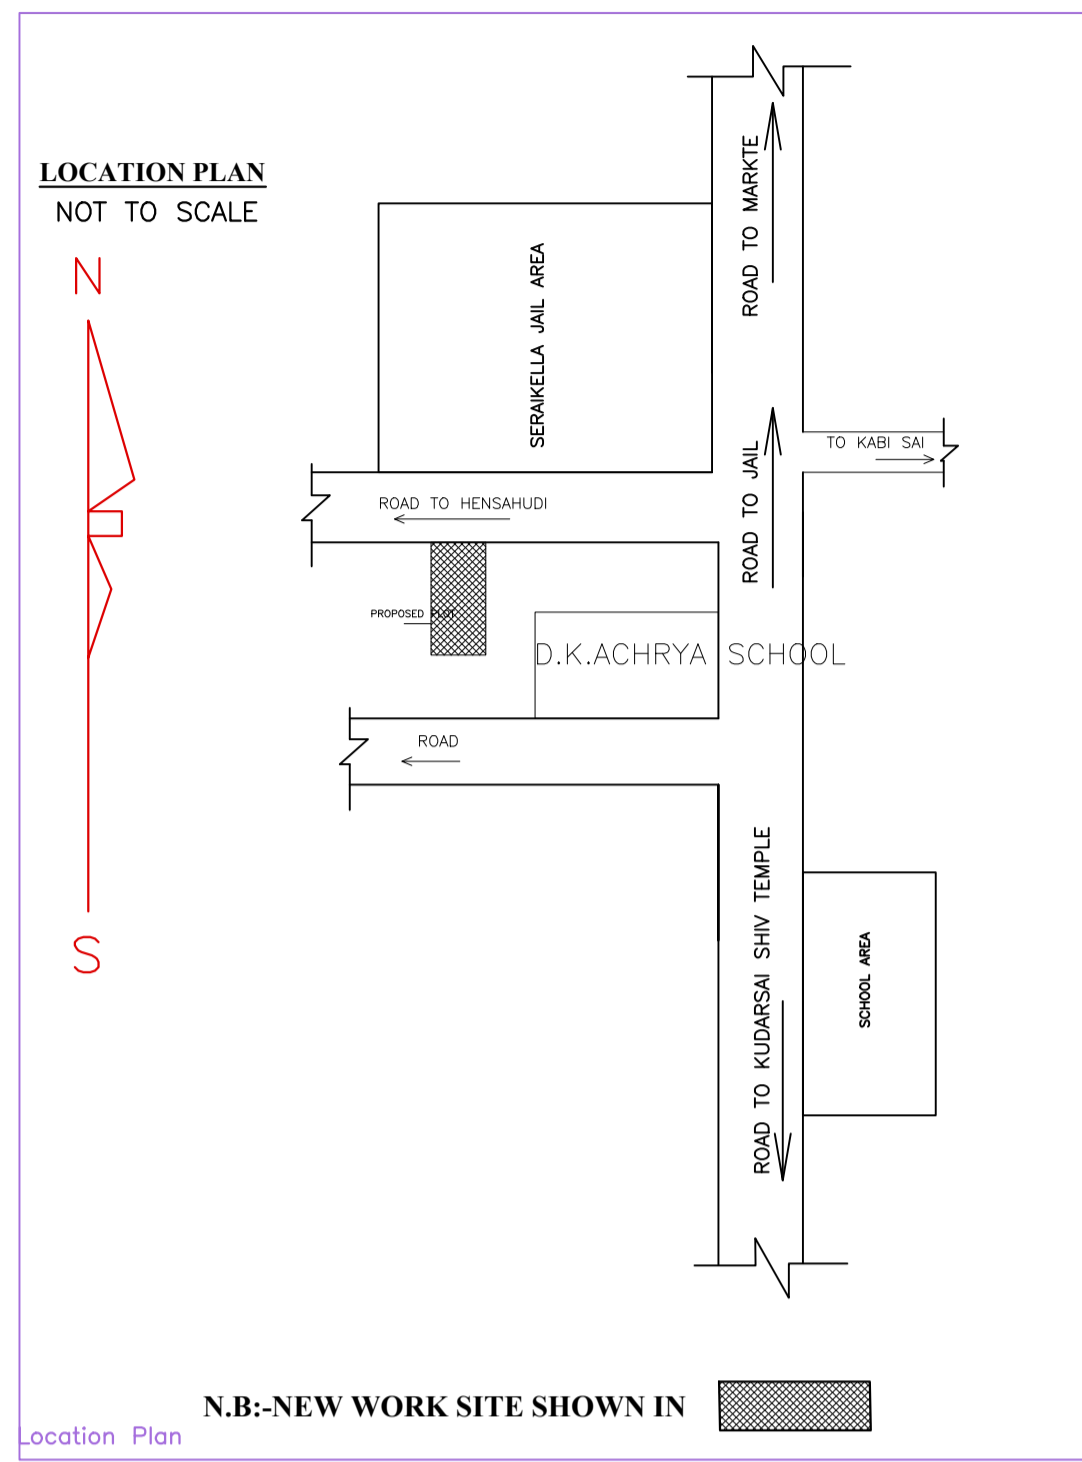 LOCATION PLAN
NOT TO SCALE
N
S
ROAD TO MARKTE
SERAIKELLA JAIL AREA
TO KABI SAI
ROAD TO JAIL
ROAD TO HENSAHUDI
PROPOSED PLOT
D.K.ACHRYA SCHOOL
ROAD
ROAD TO KUDARSAI SHIV TEMPLE
SCHOOL AREA
N.B:-NEW WORK SITE SHOWN IN
Location Plan